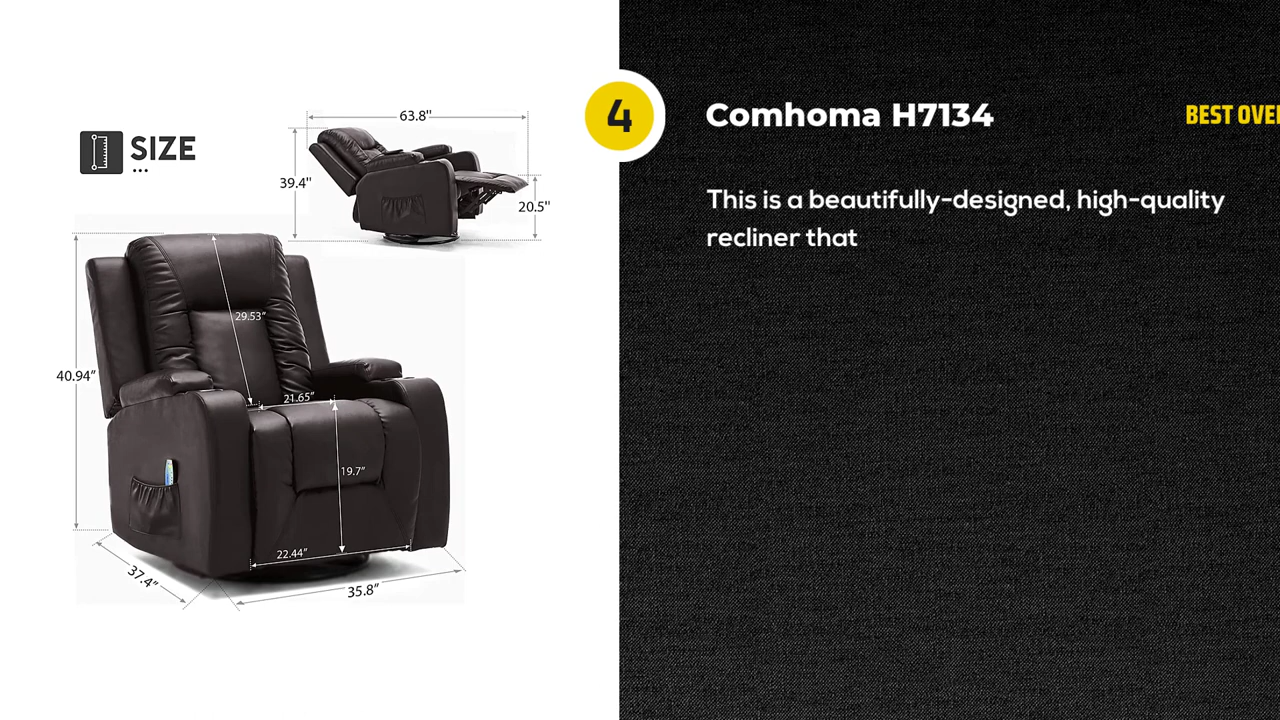 SIZE
63.8"
39.4"
20.5"
29.53"
40.94"
21.65"
19.7"
22.44"
37.4"
35.8"
4
Comhoma H7134
BEST OVE
This is a beautifully-designed, high-quality
recliner that